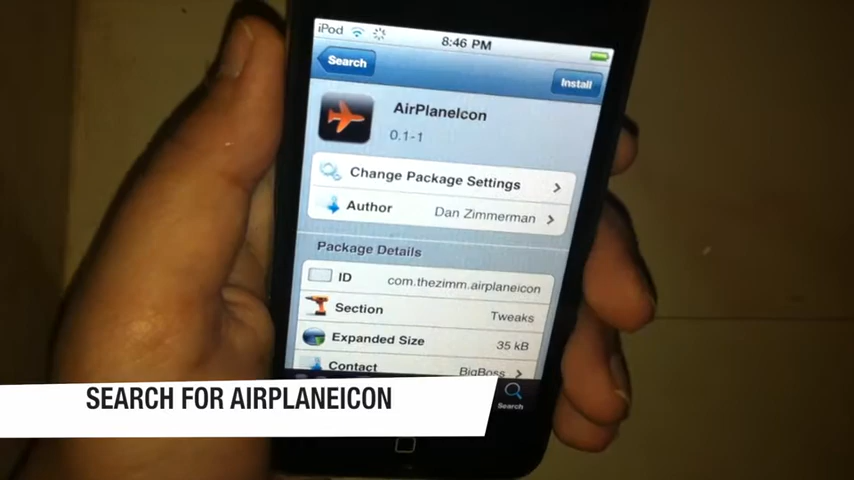 iPod 8:46 PM
Search
Install
AirPlaneIcon
0.1-1
Change Package Settings
Author Dan Zimmerman
Package Details
ID com.thezimm.airplaneicon
Section Tweaks
Expanded Size 35 kB
Contact BigBoss
Search
SEARCH FOR AIRPLANEICON